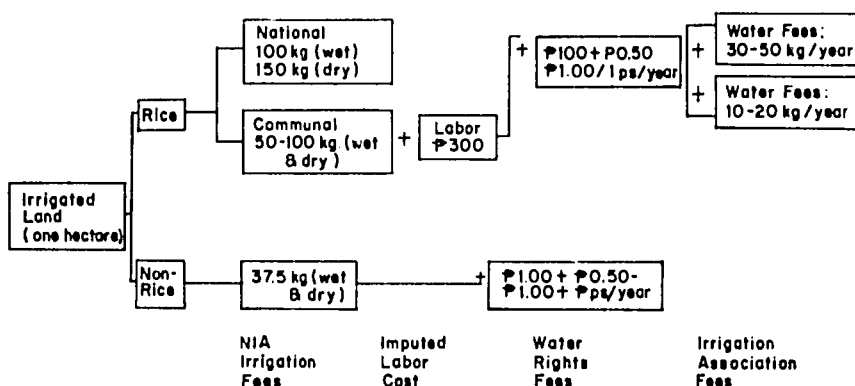 National
100 kg (wet)
150 kg (dry)
Rice
Communal
50-100 kg (wet
& dry)
+
Labor
₱300
+
₱100 + P0.50
₱1.00/1ps/year
+
Water Fees:
30-50 kg/year
+
Water Fees:
10-20 kg/year
Irrigated
Land
(one hectare)
Non-
Rice
37.5 kg (wet
& dry)
+
₱1.00 + ₱0.50-
₱1.00 + ₱ps/year
NIA
Irrigation
Fees
Imputed
Labor
Cost
Water
Rights
Fees
Irrigation
Association
Fees